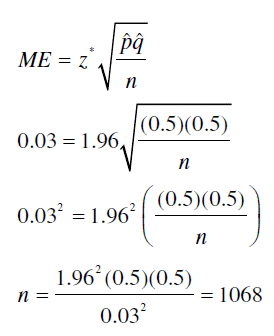 ME = z* √(p̂q̂/n)
0.03 = 1.96 √((0.5)(0.5)/n)
0.03² = 1.96² ((0.5)(0.5)/n)
n = 1.96² (0.5)(0.5)/0.03² = 1068